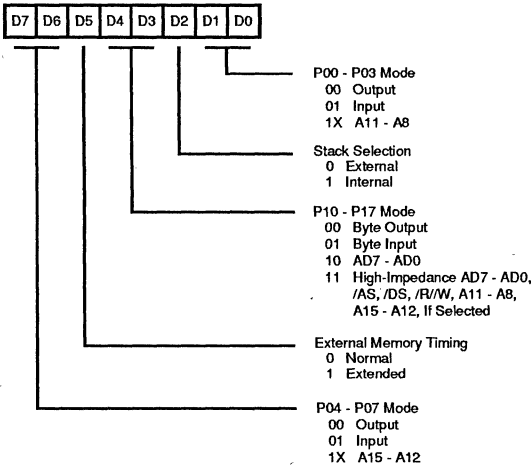 D7 D6 D5 D4 D3 D2 D1 D0
P00 - P03 Mode
00 Output
01 Input
1X A11 - A8
Stack Selection
0 External
1 Internal
P10 - P17 Mode
00 Byte Output
01 Byte Input
10 AD7 - AD0
11 High-Impedance AD7 - AD0,
/AS, /DS, /R//W, A11 - A8,
A15 - A12, If Selected
External Memory Timing
0 Normal
1 Extended
P04 - P07 Mode
00 Output
01 Input
1X A15 - A12